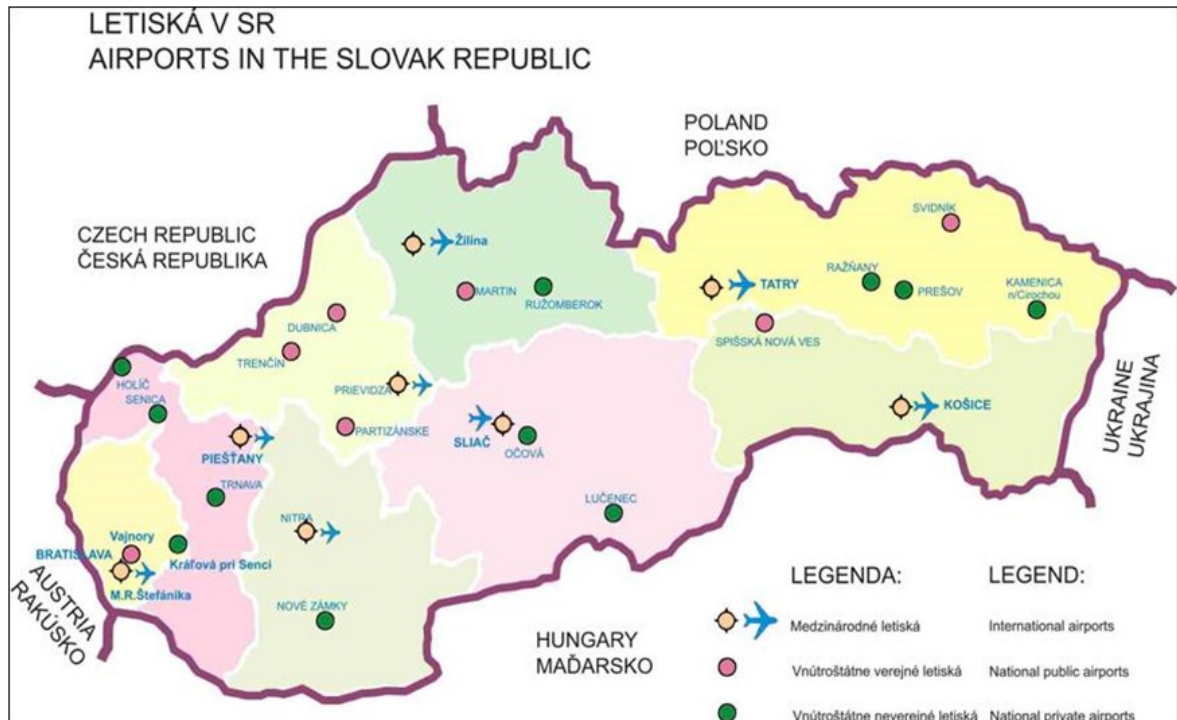 LETISKÁ V SR
AIRPORTS IN THE SLOVAK REPUBLIC
POLAND
POĽSKO
CZECH REPUBLIC
ČESKÁ REPUBLIKA
SVIDNÍK
Žilina
MARTIN
RUŽOMBEROK
TATRY
RAŽŇANY
PREŠOV
KAMENICA
n/Cirochou
DUBNICA
TRENČÍN
SPIŠSKÁ NOVÁ VES
HOLÍČ
SENICA
PRIEVIDZA
PARTIZÁNSKE
PIEŠŤANY
SLIAČ
OČOVÁ
KOŠICE
UKRAINE
UKRAJINA
TRNAVA
NITRA
LUČENEC
Vajnory
BRATISLAVA
Kráľová pri Senci
M.R.Štefánika
NOVÉ ZÁMKY
AUSTRIA
RAKÚSKO
HUNGARY
MAĎARSKO
LEGENDA: LEGEND:
Medzinárodné letiská International airports
Vnútroštátne verejné letiská National public airports
Vnútroštátne neverejné letiská National private airports